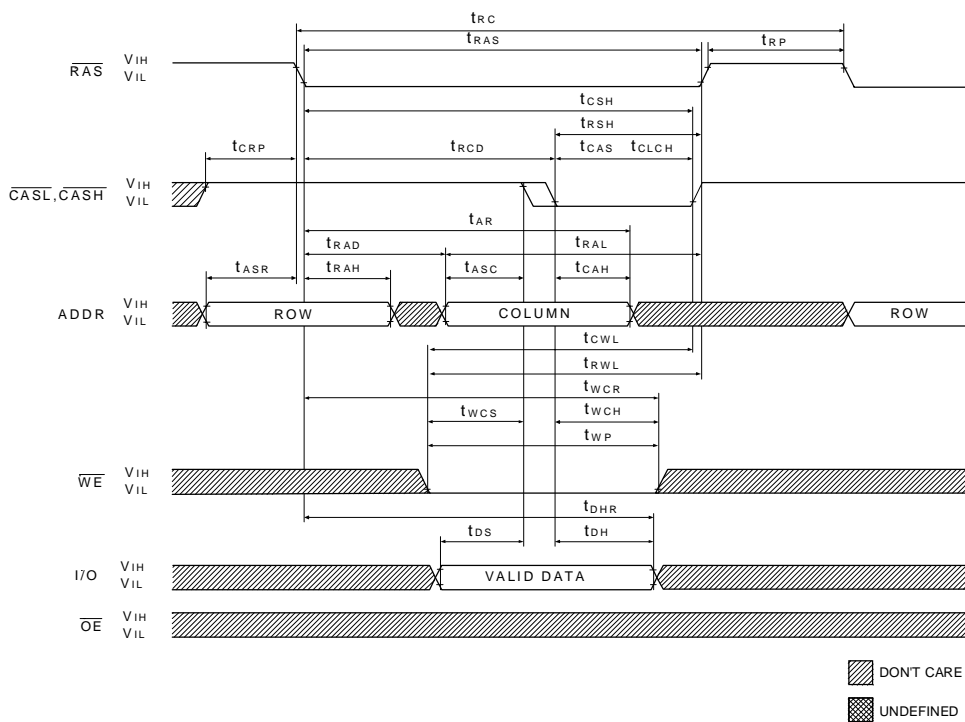 tRC
tRAS
tRP
RAS VIH
VIL
tCSH
tRSH
tCRP tRCD tCAS tCLCH
CASL,CASH VIH
VIL
tAR
tRAD tRAL
tASR tRAH tASC tCAH
ADDR VIH
VIL
ROW COLUMN ROW
tCWL
tRWL
tWCR
tWCS tWCH
tWP
WE VIH
VIL
tDHR
tDS tDH
I/O VIH
VIL
VALID DATA
OE VIH
VIL
DON'T CARE
UNDEFINED